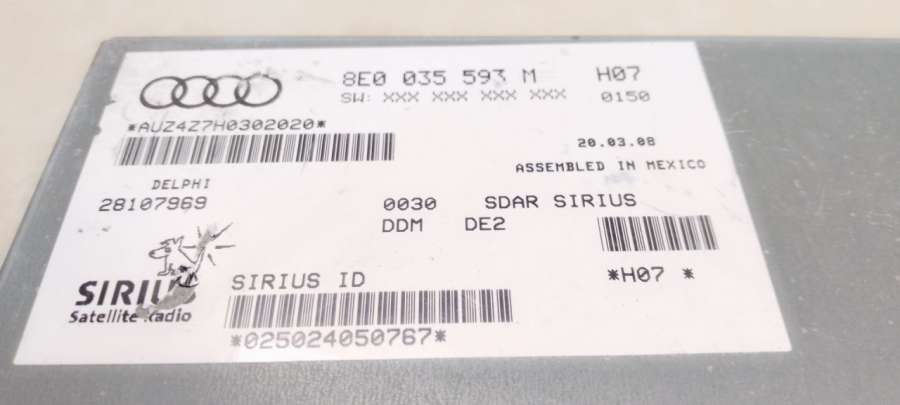 8E0 035 593 M H07
SW: XXX XXX XXX XXX 0150
*AUZ4Z7H0302020*
20.03.08
ASSEMBLED IN MEXICO
DELPHI
28107969
0030 SDAR SIRIUS
DDM DE2
*H07 *
SIRIUS
Satellite Radio
SIRIUS ID
*025024050767*